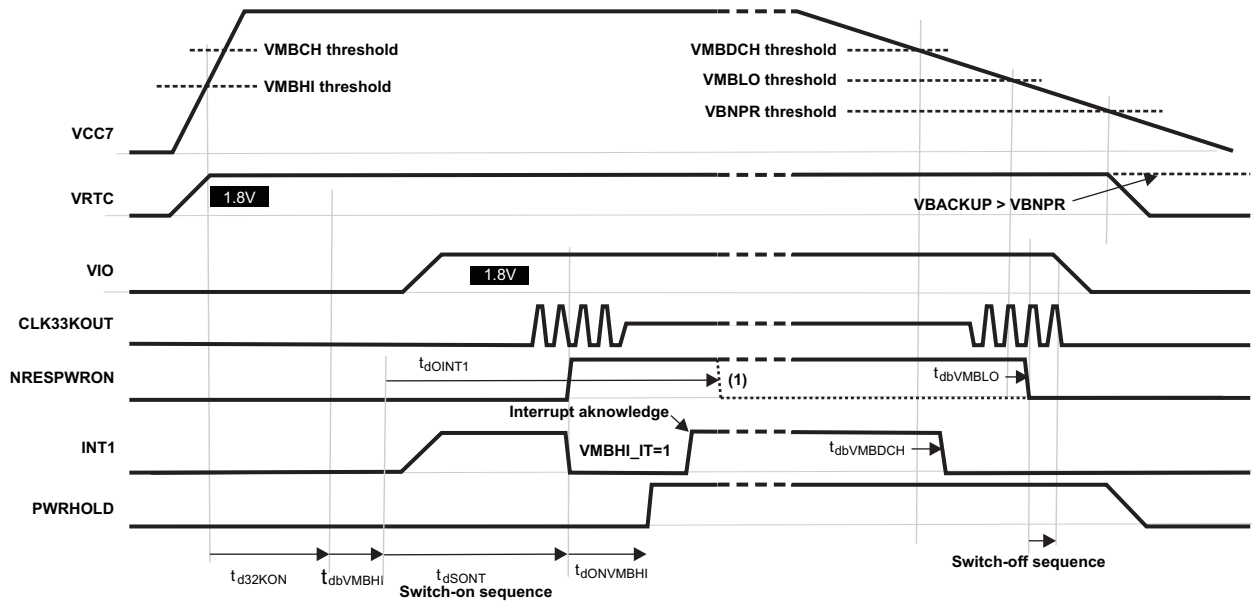 VMBCH threshold
VMBDCH threshold
VMBHI threshold
VMBLO threshold
VBNPR threshold
VCC7
VRTC
1.8V
VBACKUP > VBNPR
VIO
1.8V
CLK33KOUT
tdOINT1
NRESPWRON
(1)
tdbVMBLO
Interrupt aknowledge
INT1
VMBHI_IT=1
tdbVMBDCH
PWRHOLD
td32KON
tdbVMBHI
tdSONT
tdONVMBHI
Switch-on sequence
Switch-off sequence